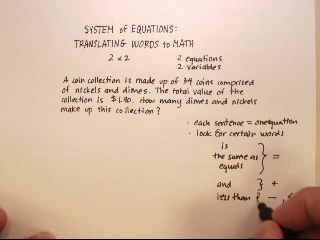 SYSTEM of EQUATIONS:
TRANSLATING WORDS to MATH
2 x 2 2 equations
2 variables
A coin collection is made up of 34 coins comprised
of nickels and dimes. The total value of the
collection is $1.90. How many dimes and nickels
make up this collection?
• each sentence = one equation
• look for certain words
is
the same as } =
equals
and } +
less than } - , <